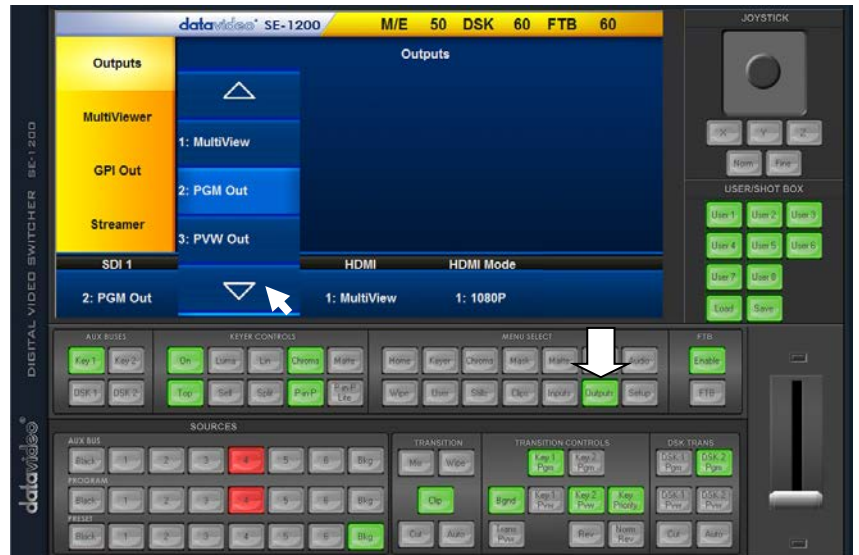 datavideo® SE-1200 M/E 50 DSK 60 FTB 60
Outputs
MultiViewer
GPI Out
Streamer
1: MultiView
2: PGM Out
3: PVW Out
Outputs
SDI 1 HDMI HDMI Mode
2: PGM Out 1: MultiView 1: 1080P
JOYSTICK
X Y Z
Norm Fine
USER/SHOT BOX
User 1 User 2 User 3
User 4 User 5 User 6
User 7 User 8
Load Save
DIGITAL VIDEO SWITCHER SE-1200
datavideo®
AUX BUSES KEYER CONTROLS MENU SELECT FTB
Key 1 Key 2 On Luma Lin Chroma Matte Home Keyer Chroma Mask Matte Audio Enable
DSK 1 DSK 2 Top Self Split P in P P in P Lite Wipe User Stills Clips Inputs Outputs Setup FTB
SOURCES
AUX BUS
Black 1 2 3 4 5 6 Bkg
PROGRAM
Black 1 2 3 4 5 6 Bkg
PRESET
Black 1 2 3 4 5 6 Bkg
TRANSITION
Mix Wipe
Clip
Cut Auto
TRANSITION CONTROLS
Key 1 Pgm Key 2 Pgm
Bgnd Key 1 Pvw Key 2 Pvw Key Priority
Trans Pvw Rev Norm Rev
DSK TRANS
DSK 1 Pgm DSK 2 Pgm
DSK 1 Pvw DSK 2 Pvw
Cut Auto